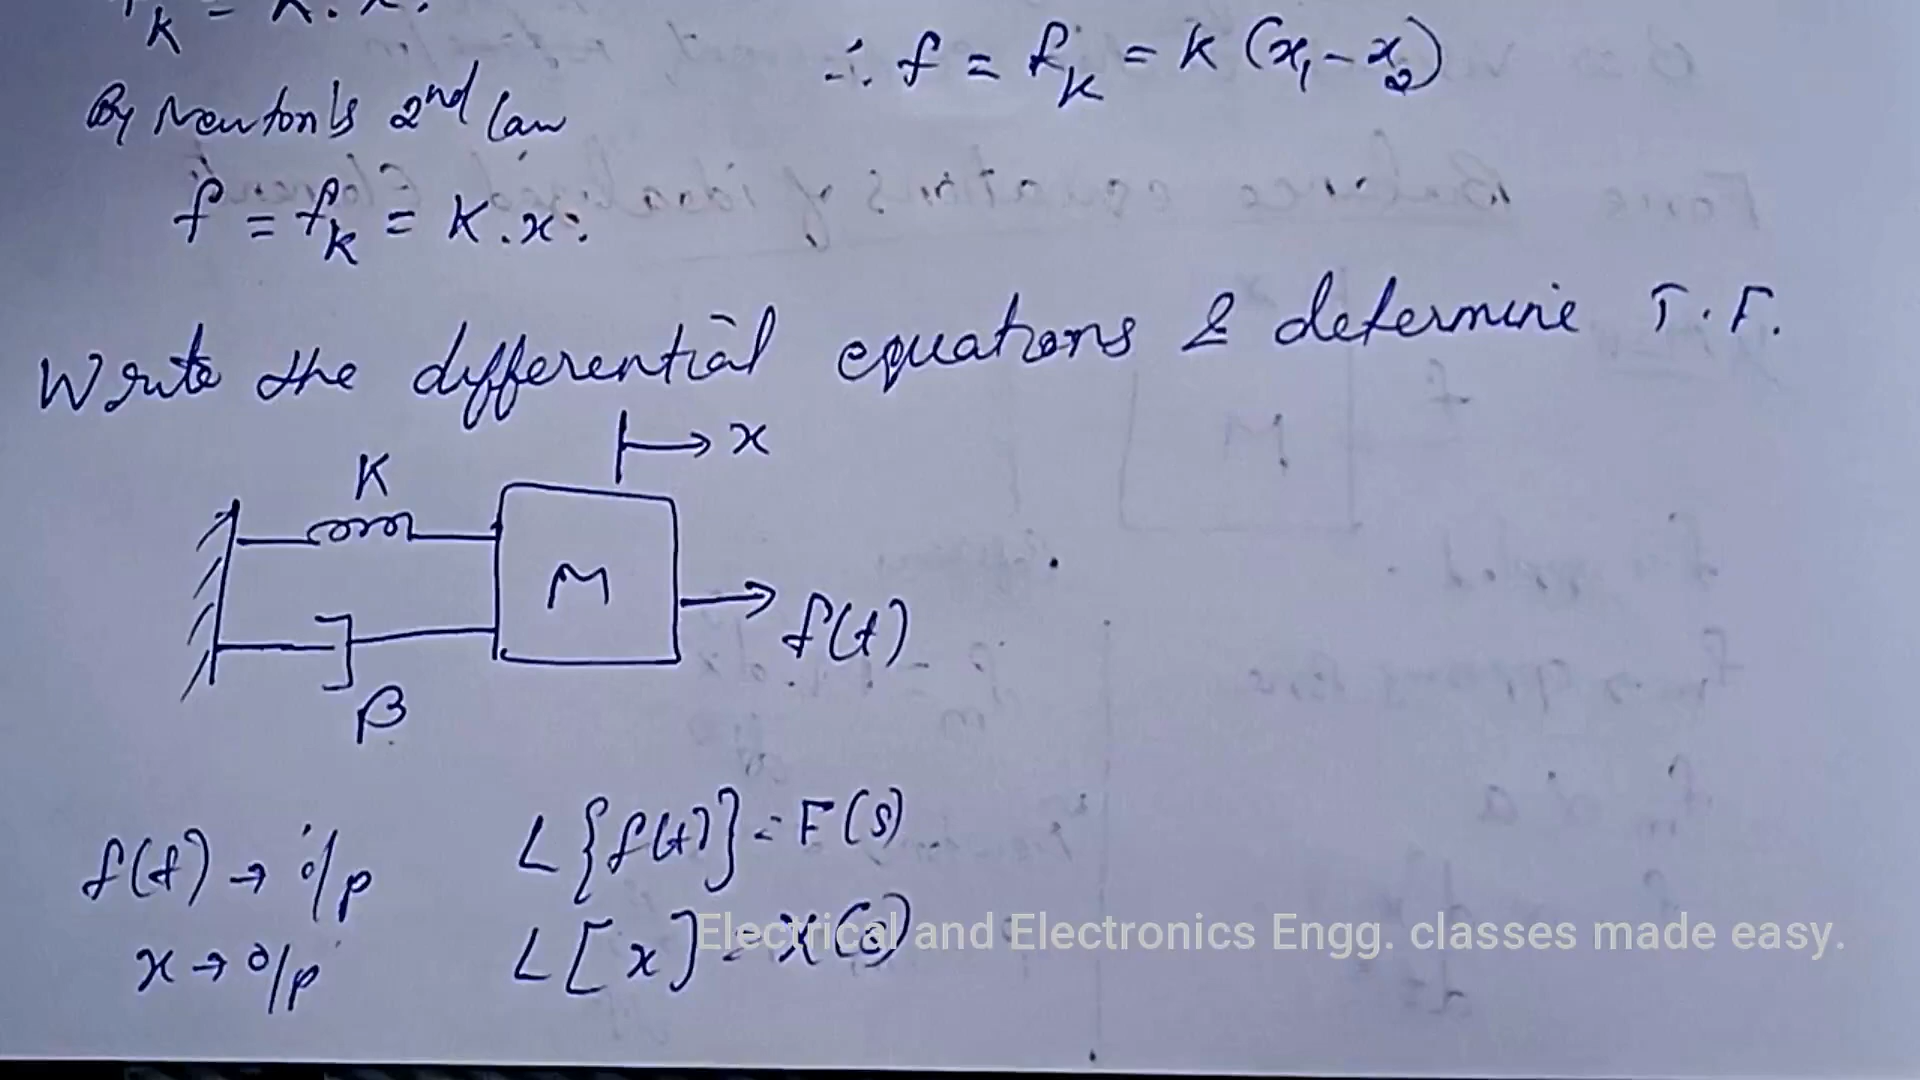 k = K.x.
∴ f = f_k = K (x₁ - x₂)
By Newton's 2nd law
f = f_k = K.x.
Write the differential equations & determine T.F.
x
K
M
f(t)
B
f(t) → i/p
L{f(t)} = F(s)
x → o/p
L[x] = X(s)
Electrical and Electronics Engg. classes made easy.